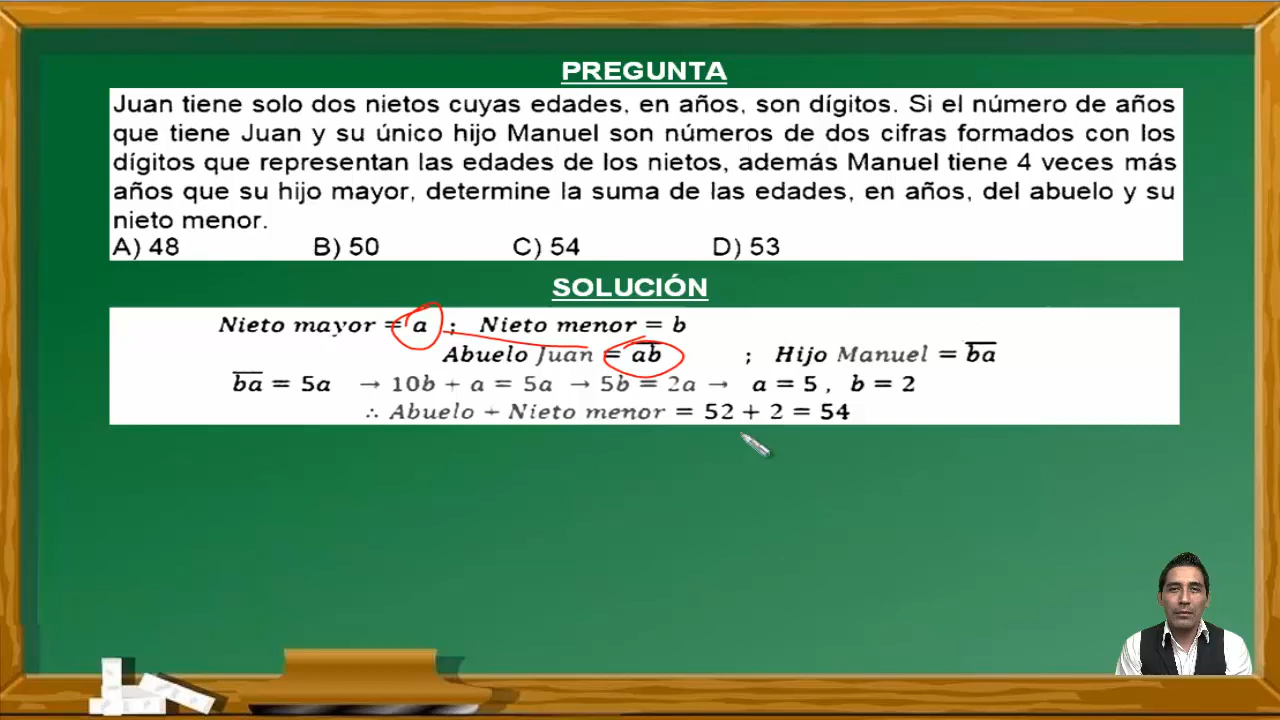 PREGUNTA
Juan tiene solo dos nietos cuyas edades, en años, son dígitos. Si el número de años
que tiene Juan y su único hijo Manuel son números de dos cifras formados con los
dígitos que representan las edades de los nietos, además Manuel tiene 4 veces más
años que su hijo mayor, determine la suma de las edades, en años, del abuelo y su
nieto menor.
A) 48 B) 50 C) 54 D) 53
SOLUCIÓN
Nieto mayor = a ; Nieto menor = b
Abuelo Juan = a̅b̅ ; Hijo Manuel = b̅a̅
b̅a̅ = 5a → 10b + a = 5a → 5b = 2a → a = 5 , b = 2
∴ Abuelo + Nieto menor = 52 + 2 = 54